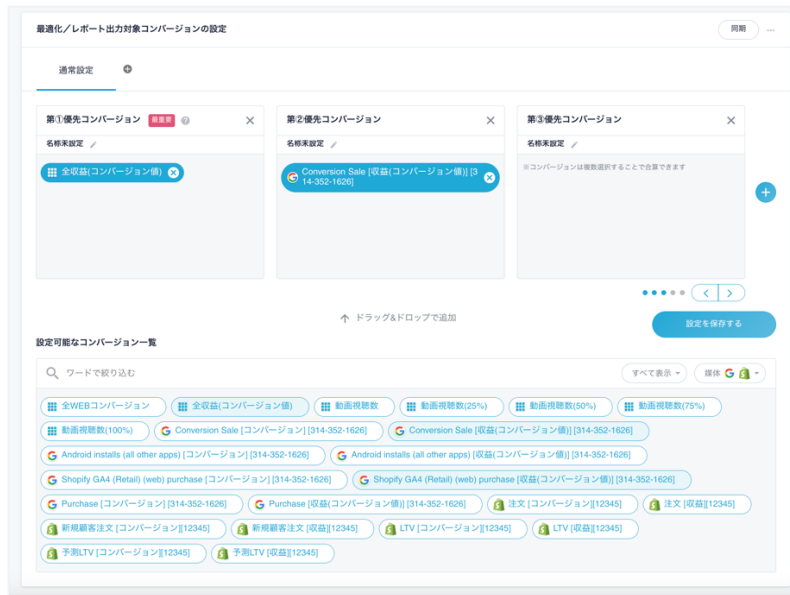 最適化／レポート出力対象コンバージョンの設定
同期
通常設定
第①優先コンバージョン 最重要
第②優先コンバージョン
第③優先コンバージョン
名称未設定
名称未設定
名称未設定
全収益(コンバージョン値)
Conversion Sale [収益(コンバージョン値)] [3
14-352-1626]
※コンバージョンは複数選択することで合算できます
ドラッグ&ドロップで追加
設定を保存する
設定可能なコンバージョン一覧
ワードで絞り込む
すべて表示
媒体
全WEBコンバージョン
全収益(コンバージョン値)
動画視聴数
動画視聴数(25%)
動画視聴数(50%)
動画視聴数(75%)
動画視聴数(100%)
Conversion Sale [コンバージョン] [314-352-1626]
Conversion Sale [収益(コンバージョン値)] [314-352-1626]
Android installs (all other apps) [コンバージョン] [314-352-1626]
Android installs (all other apps) [収益(コンバージョン値)] [314-352-1626]
Shopify GA4 (Retail) (web) purchase [コンバージョン] [314-352-1626]
Shopify GA4 (Retail) (web) purchase [収益(コンバージョン値)] [314-352-1626]
Purchase [コンバージョン] [314-352-1626]
Purchase [収益(コンバージョン値)] [314-352-1626]
注文 [コンバージョン][12345]
注文 [収益][12345]
新規顧客注文 [コンバージョン][12345]
新規顧客注文 [収益][12345]
LTV [コンバージョン][12345]
LTV [収益][12345]
予測LTV [コンバージョン][12345]
予測LTV [収益][12345]